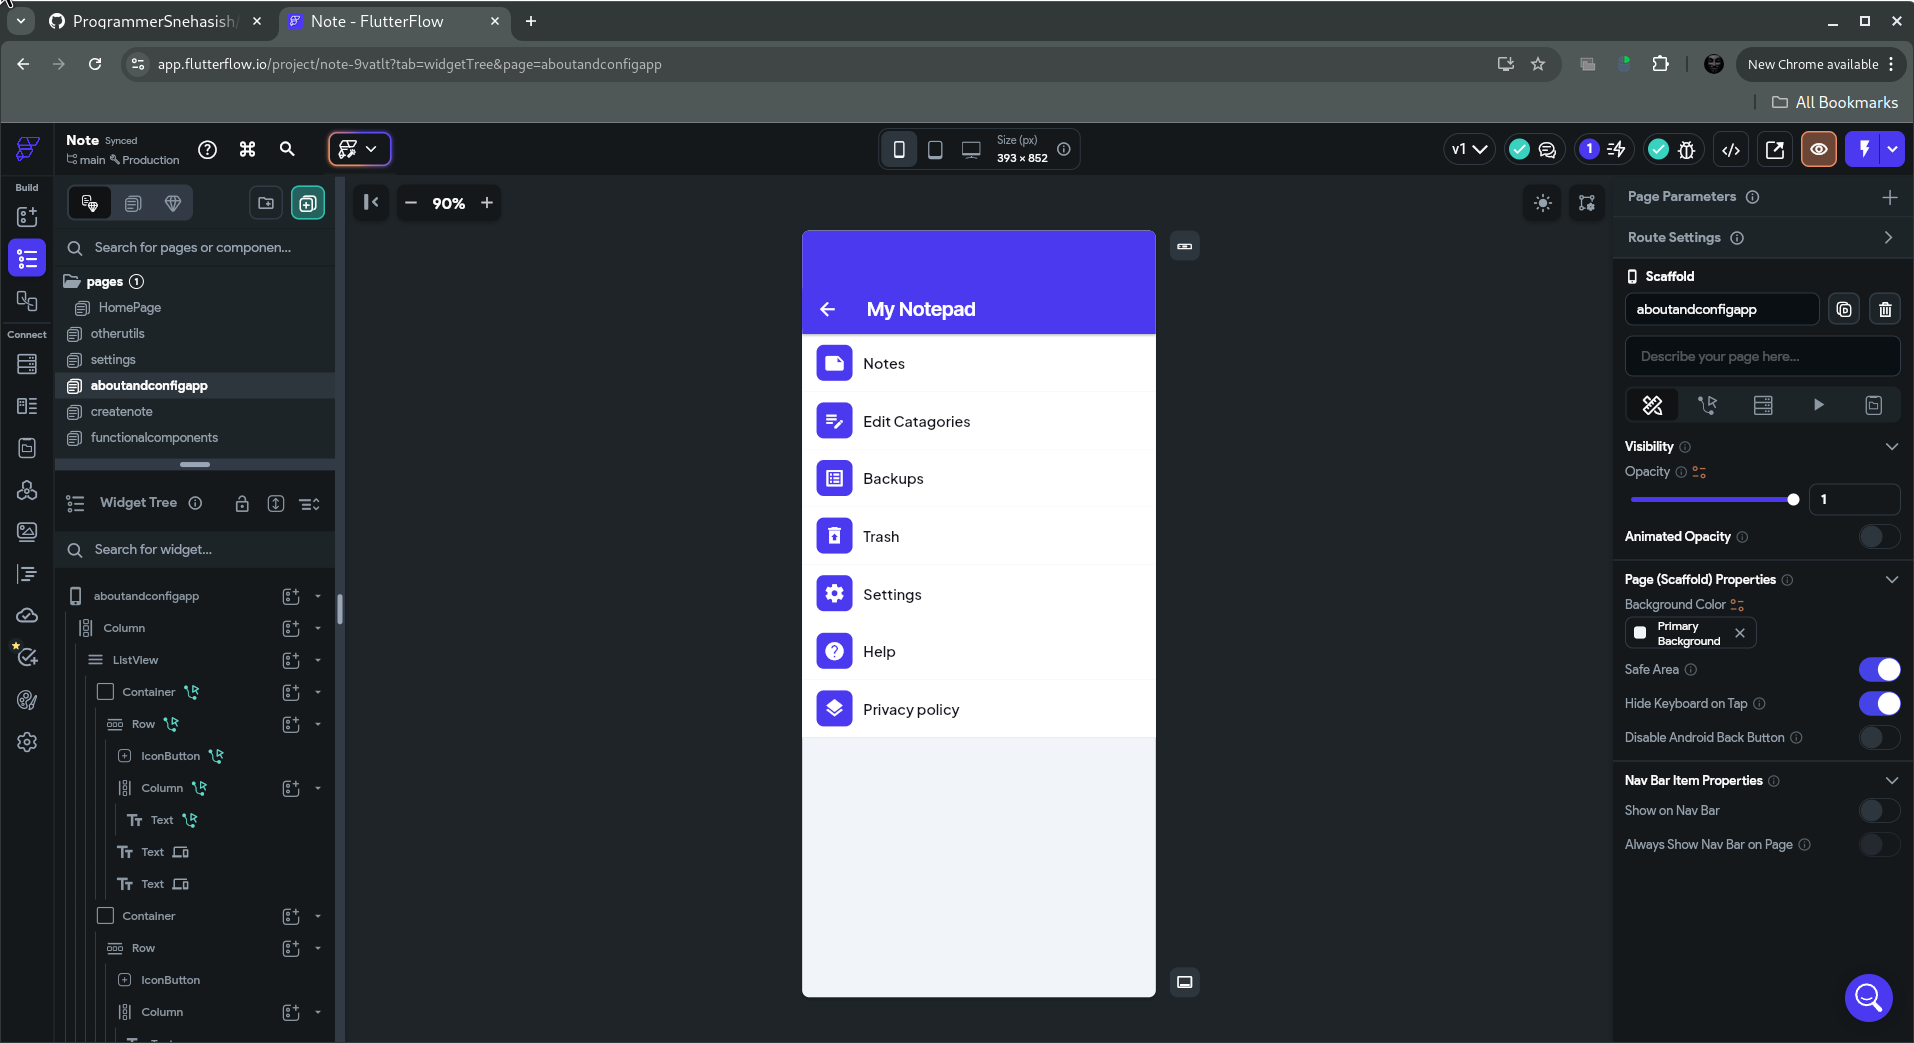 ProgrammerSnehasish/
Note - FlutterFlow
app.flutterflow.io/project/note-9vatlt?tab=widgetTree&page=aboutandconfigapp
New Chrome available
All Bookmarks
Note Synced
main Production
90%
Size (px)
393 × 852
v1
1
Build
Connect
Search for pages or componen...
pages 1
HomePage
otherutils
settings
aboutandconfigapp
createnote
functionalcomponents
Widget Tree
Search for widget...
aboutandconfigapp
Column
ListView
Container
Row
IconButton
Column
Text
Text
Text
Container
Row
IconButton
Column
My Notepad
Notes
Edit Catagories
Backups
Trash
Settings
Help
Privacy policy
Page Parameters
Route Settings
Scaffold
aboutandconfigapp
Describe your page here...
Visibility
Opacity
1
Animated Opacity
Page (Scaffold) Properties
Background Color
Primary
Background
Safe Area
Hide Keyboard on Tap
Disable Android Back Button
Nav Bar Item Properties
Show on Nav Bar
Always Show Nav Bar on Page